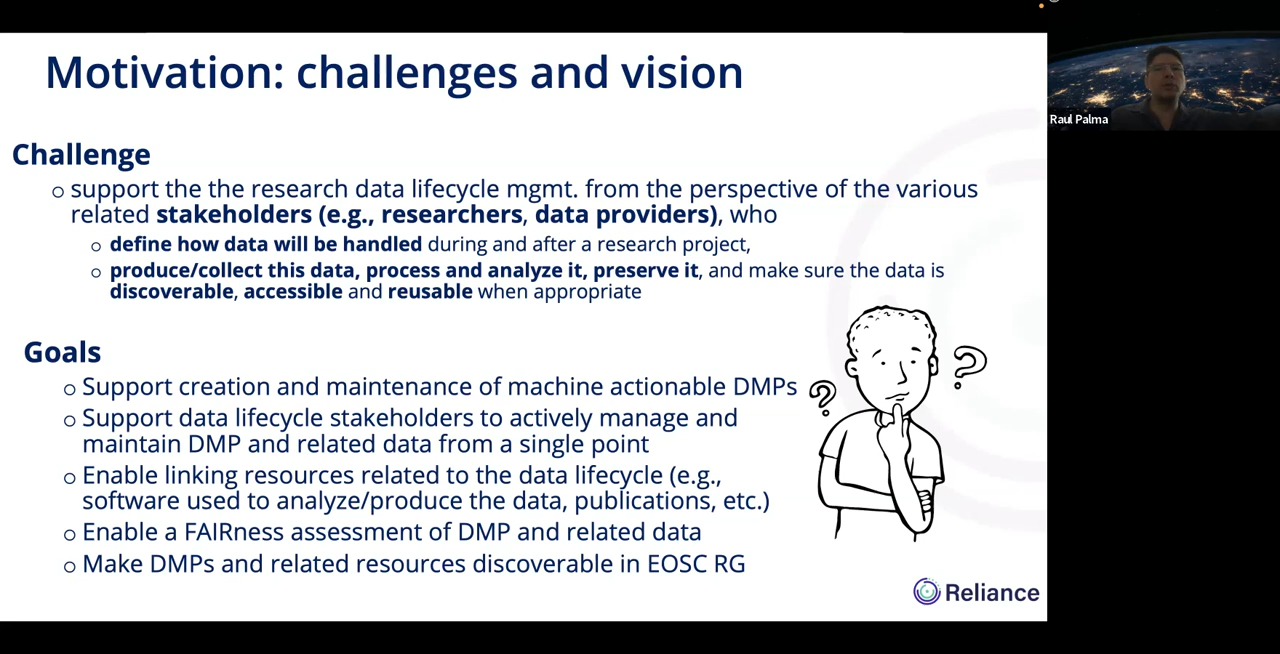 Motivation: challenges and vision
Raul Palma
Challenge
○ support the the research data lifecycle mgmt. from the perspective of the various
related stakeholders (e.g., researchers, data providers), who
○ define how data will be handled during and after a research project,
○ produce/collect this data, process and analyze it, preserve it, and make sure the data is
discoverable, accessible and reusable when appropriate
Goals
○ Support creation and maintenance of machine actionable DMPs
○ Support data lifecycle stakeholders to actively manage and
maintain DMP and related data from a single point
○ Enable linking resources related to the data lifecycle (e.g.,
software used to analyze/produce the data, publications, etc.)
○ Enable a FAIRness assessment of DMP and related data
○ Make DMPs and related resources discoverable in EOSC RG
? ?
Reliance